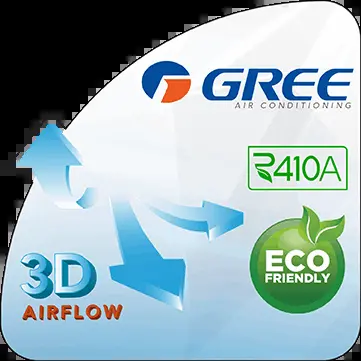 GREE
AIR CONDITIONING
R410A
ECO
FRIENDLY
3D
AIRFLOW